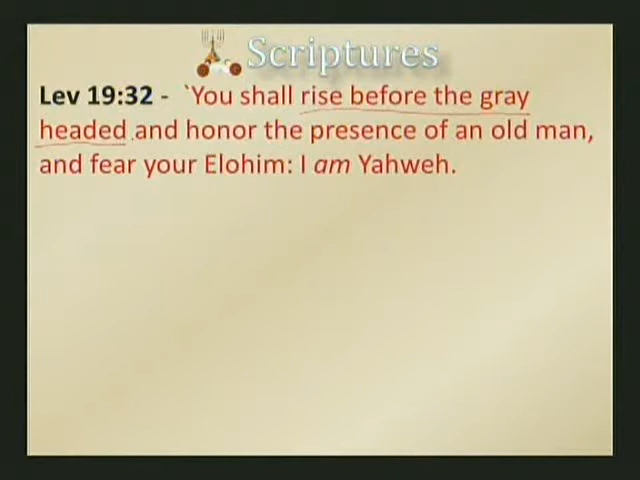 Scriptures
Lev 19:32 - `You shall rise before the gray
headed and honor the presence of an old man,
and fear your Elohim: I am Yahweh.